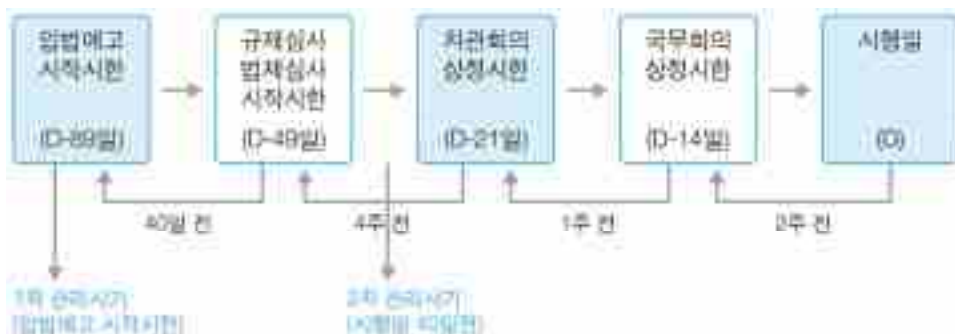 입법예고
시작시한
(D-89일)
규제심사
법제심사
시작시한
(D-49일)
차관회의
상정시한
(D-21일)
국무회의
상정시한
(D-14일)
시행일
(D)
40일 전
4주 전
1주 전
2주 전
1차 관리시기
(입법예고 시작시한)
2차 관리시기
(시행일 42일전)